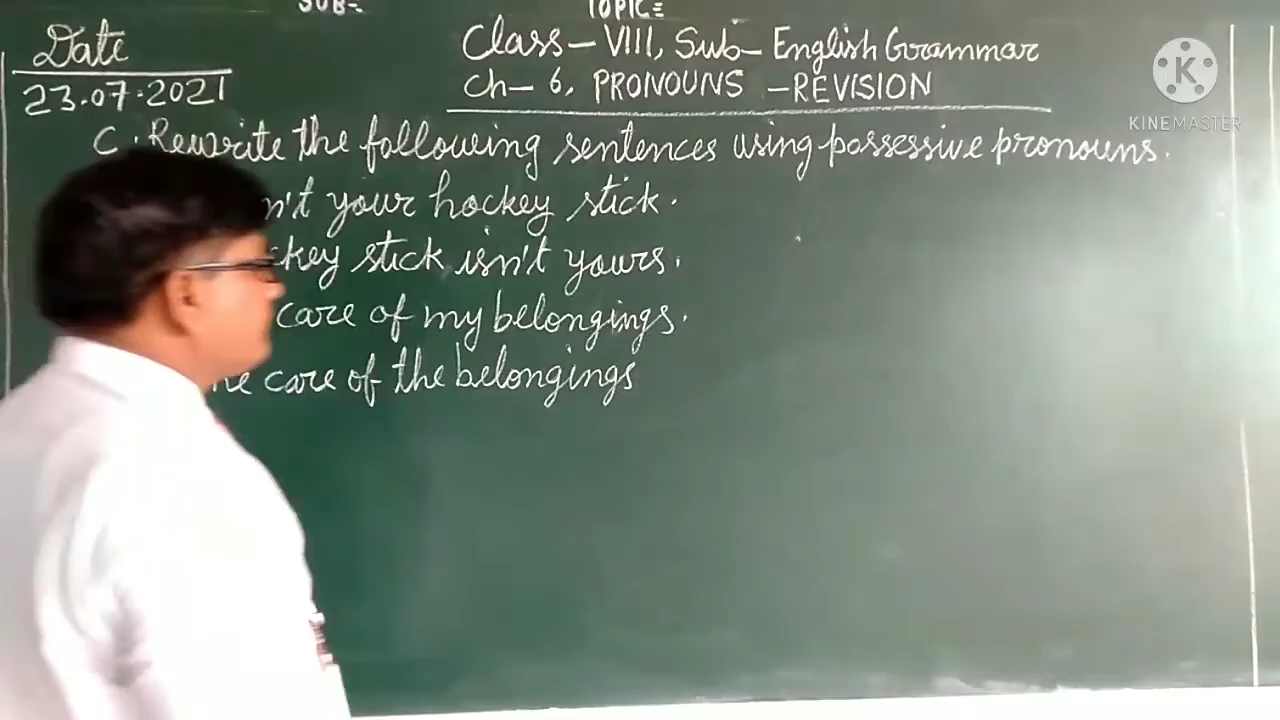 SUB-: TOPIC=
Date
Class - VIII, Sub - English Grammar
23.07.2021
Ch - 6. PRONOUNS - REVISION
K
KINEMASTER
C. Rewrite the following sentences using possessive pronouns.
n't your hockey stick.
key stick isn't yours.
care of my belongings.
care of the belongings